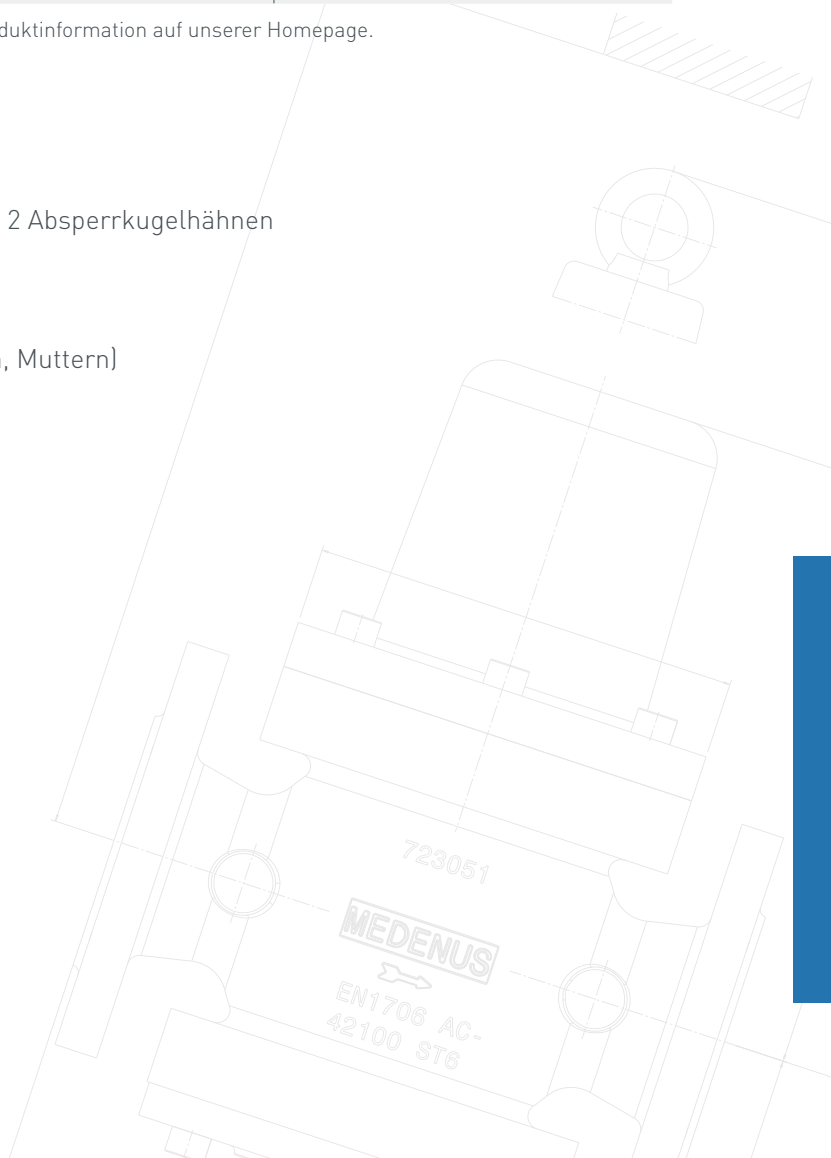 duktinformation auf unserer Homepage.
2 Absperrkugelhähnen
, Muttern)
723051
MEDENUS
EN1706 AC-
42100 ST6